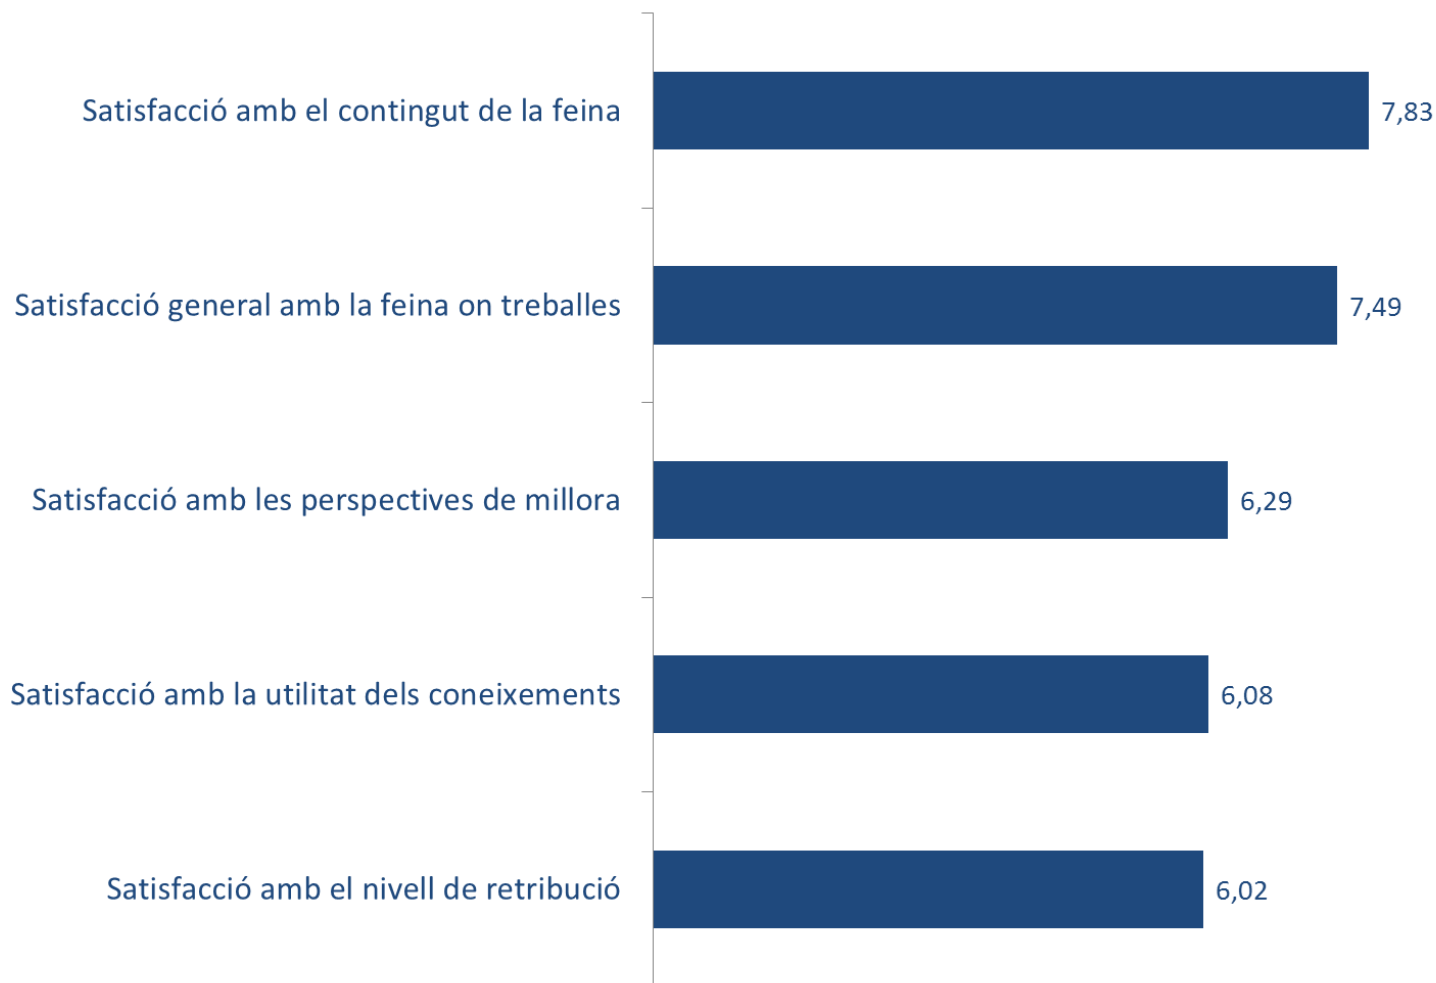 Satisfacció amb el contingut de la feina 7,83
Satisfacció general amb la feina on treballes 7,49
Satisfacció amb les perspectives de millora 6,29
Satisfacció amb la utilitat dels coneixements 6,08
Satisfacció amb el nivell de retribució 6,02